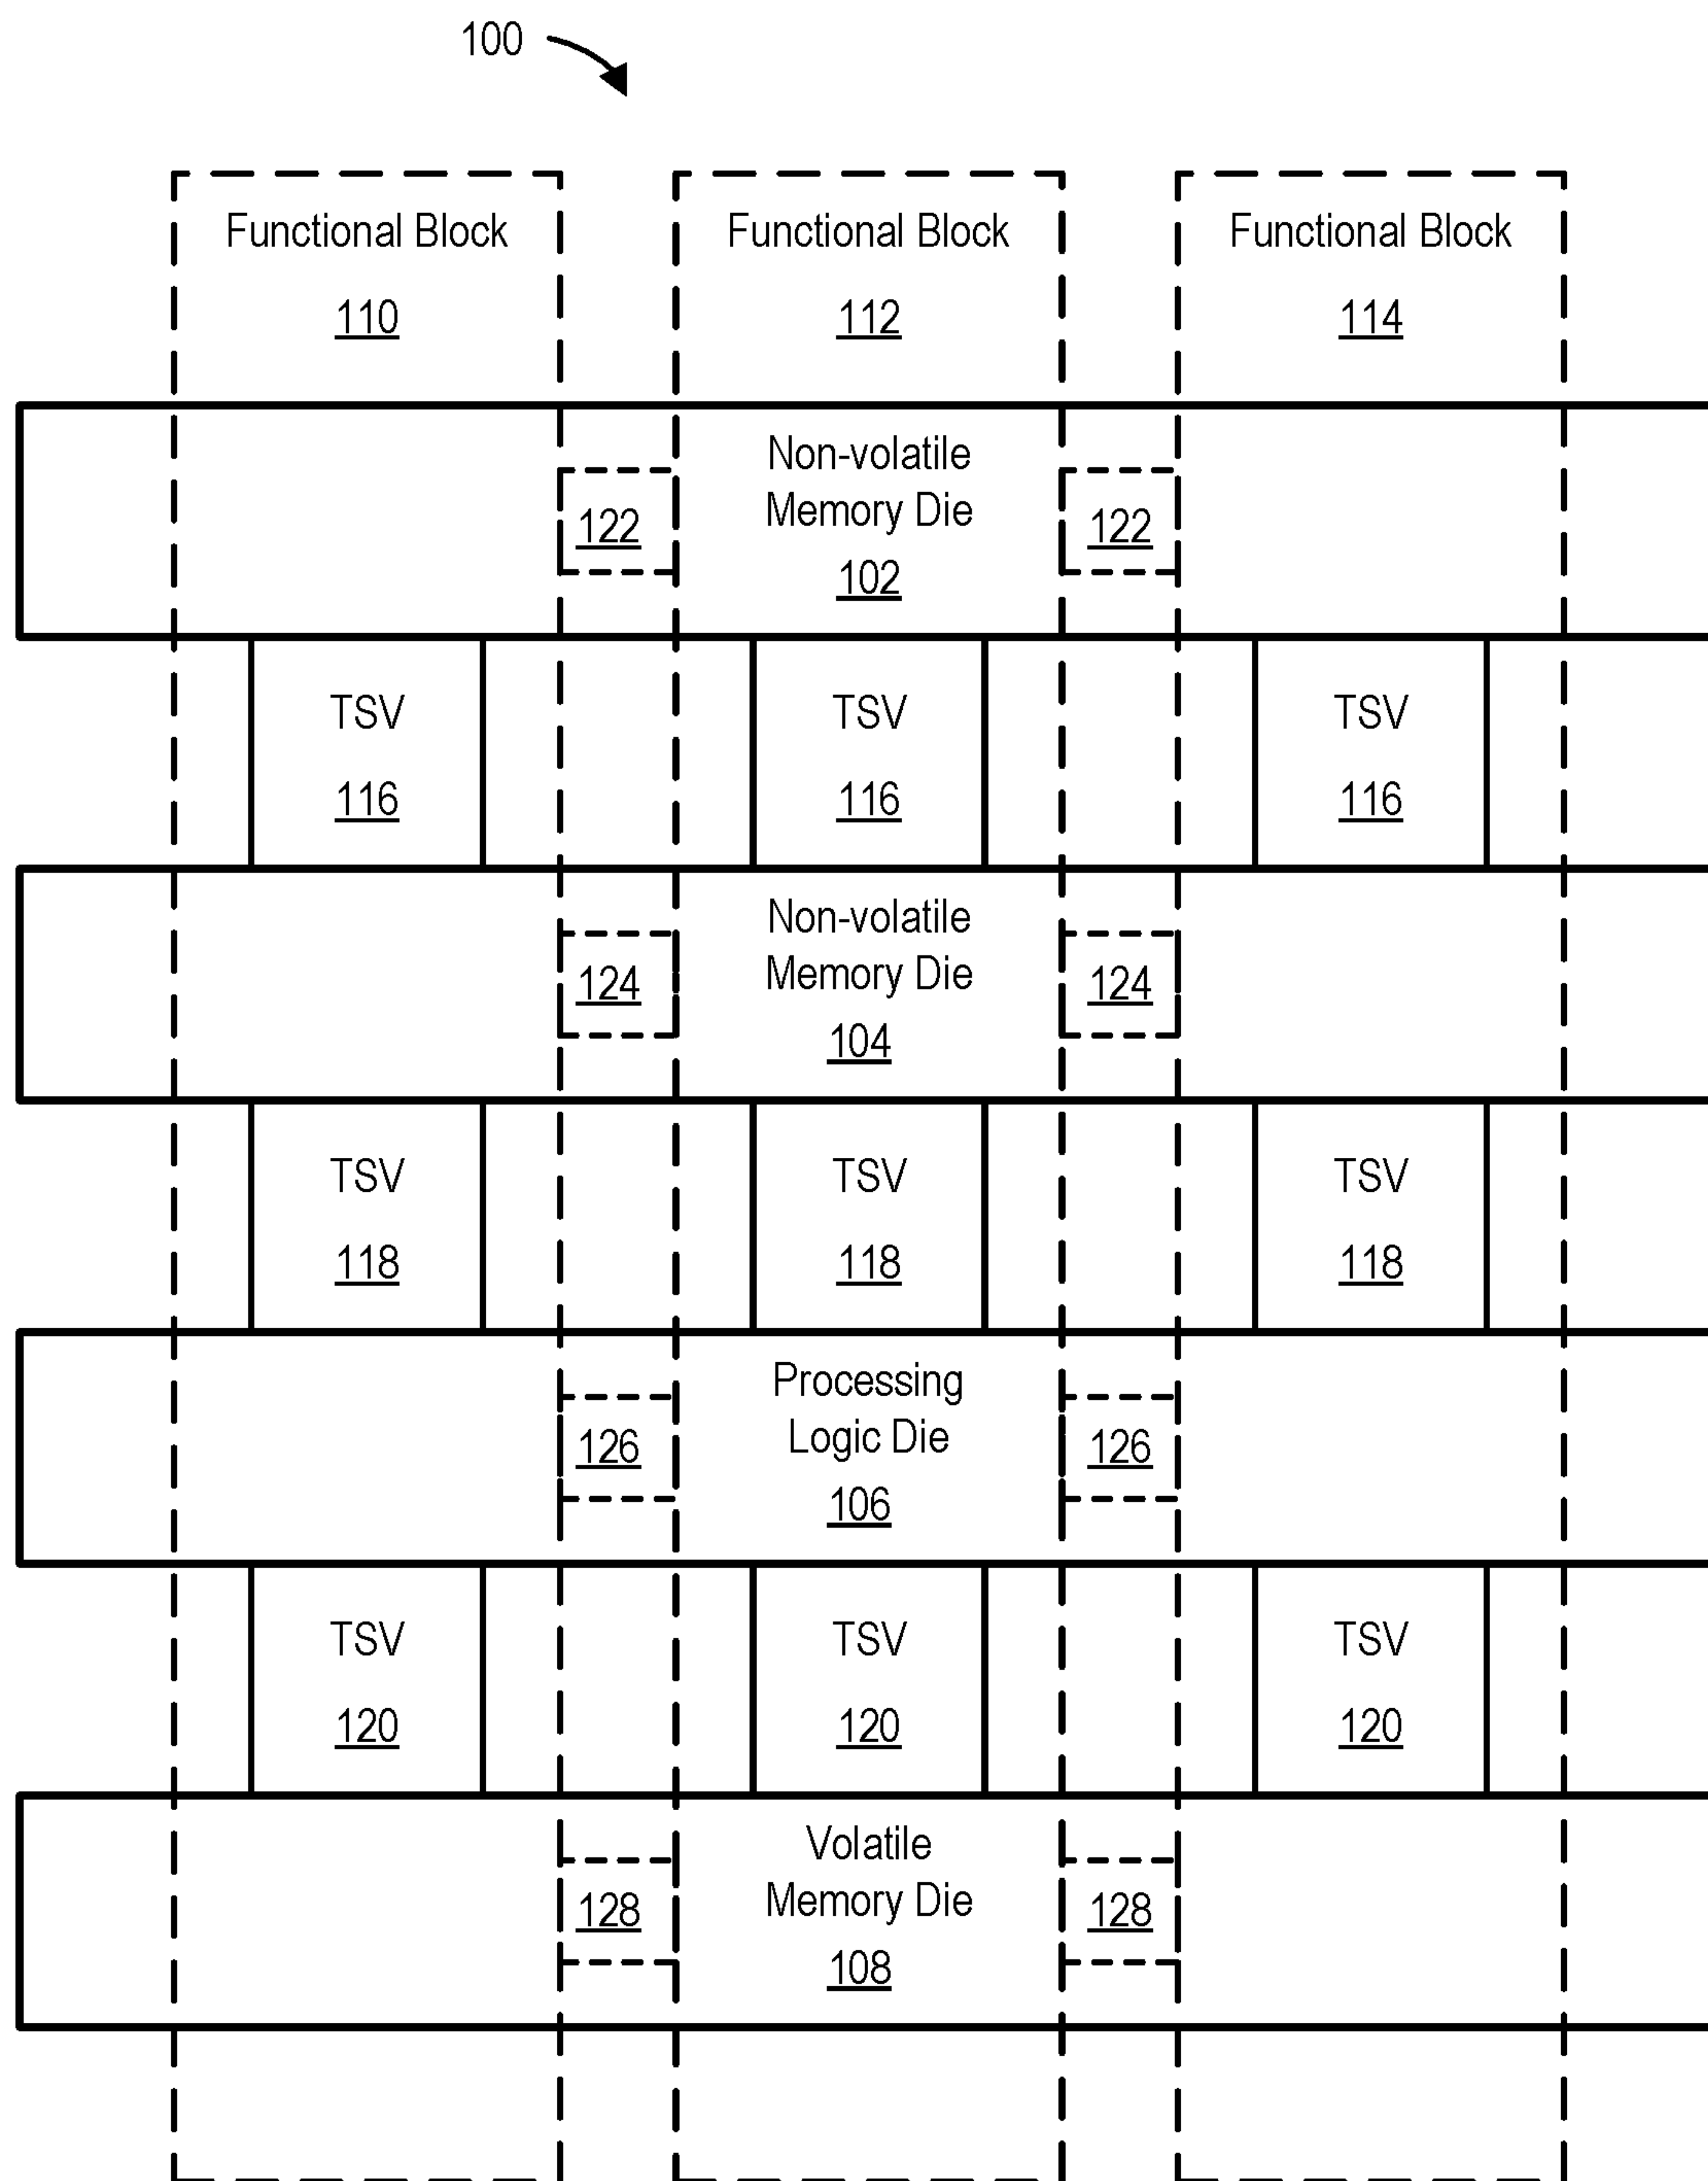 100
Functional Block Functional Block Functional Block
110 112 114
Non-volatile
Memory Die
122 122
102
TSV TSV TSV
116 116 116
Non-volatile
Memory Die
124 124
104
TSV TSV TSV
118 118 118
Processing
Logic Die
126 126
106
TSV TSV TSV
120 120 120
Volatile
Memory Die
128 128
108